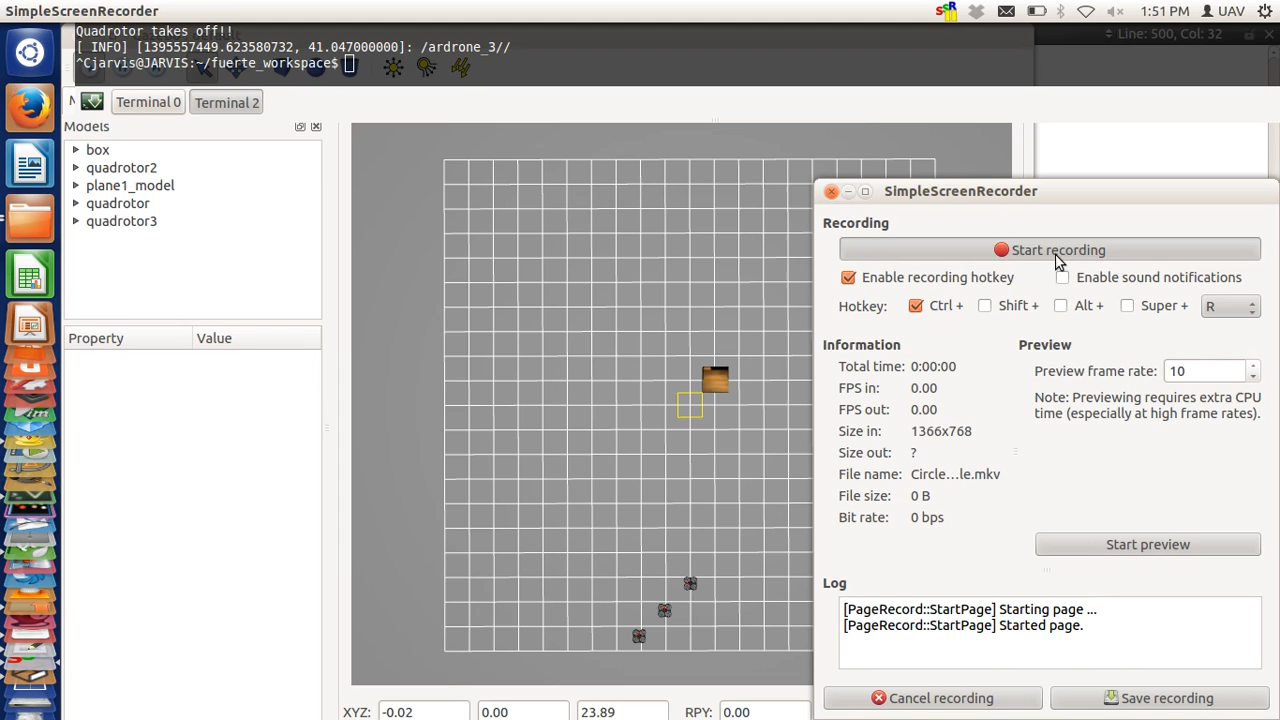 SimpleScreenRecorder
1:51 PM UAV
Quadrotor takes off!!
[ INFO] [1395557449.623580732, 41.047000000]: /ardrone_3//
^Cjarvis@JARVIS:~/fuerte_workspace$
Line: 500, Col: 32
Terminal 0
Terminal 2
Models
box
quadrotor2
plane1_model
quadrotor
quadrotor3
Property Value
XYZ: -0.02 0.00 23.89 RPY: 0.00
SimpleScreenRecorder
Recording
Start recording
Enable recording hotkey
Enable sound notifications
Hotkey: Ctrl + Shift + Alt + Super + R
Information
Total time: 0:00:00
FPS in: 0.00
FPS out: 0.00
Size in: 1366x768
Size out: ?
File name: Circle…le.mkv
File size: 0 B
Bit rate: 0 bps
Preview
Preview frame rate: 10
Note: Previewing requires extra CPU
time (especially at high frame rates).
Start preview
Log
[PageRecord::StartPage] Starting page ...
[PageRecord::StartPage] Started page.
Cancel recording
Save recording